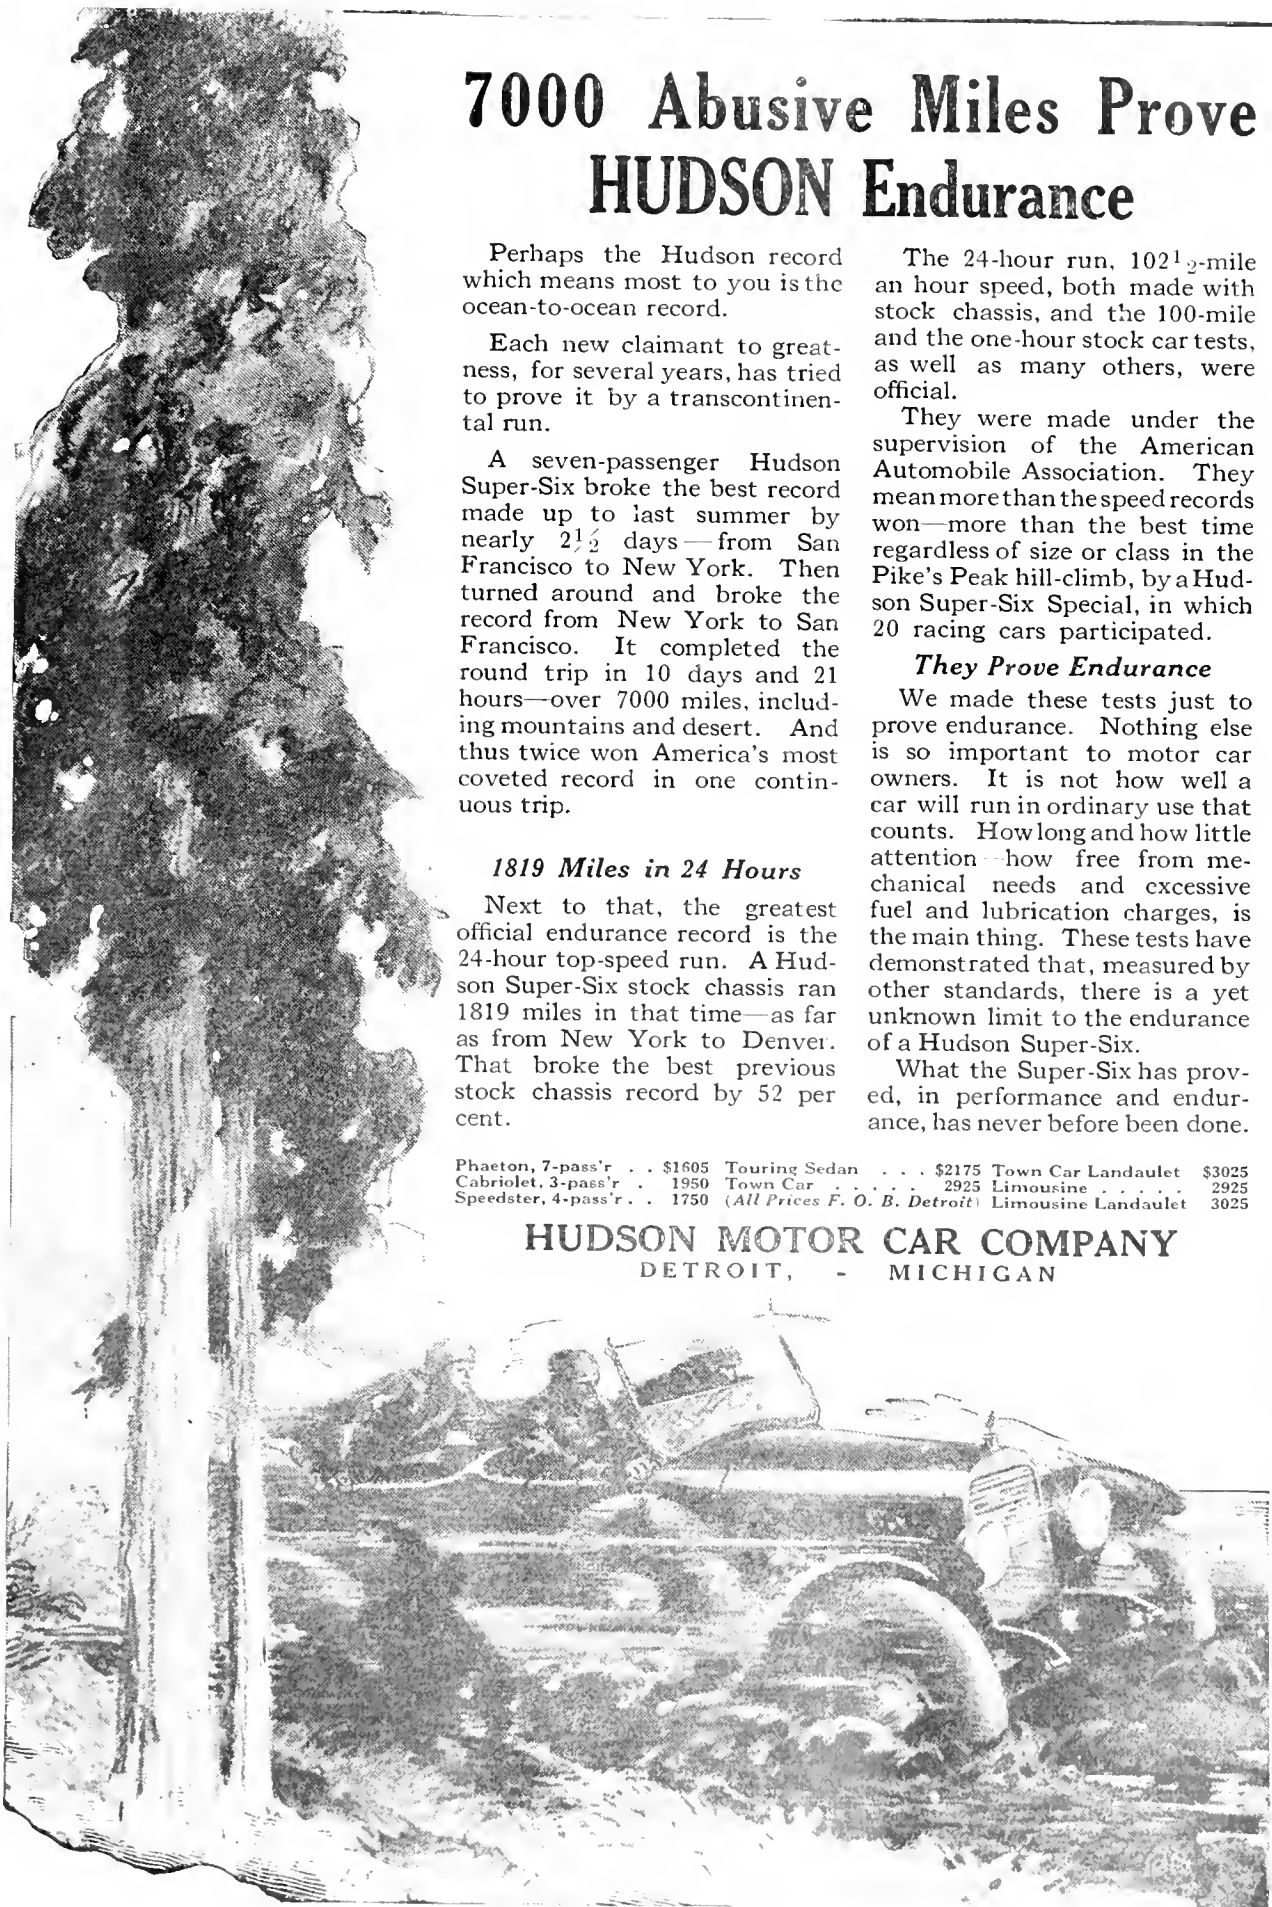 7000 Abusive Miles Prove
HUDSON Endurance
Perhaps the Hudson record
which means most to you is the
ocean-to-ocean record.
Each new claimant to great-
ness, for several years, has tried
to prove it by a transcontinen-
tal run.
A seven-passenger Hudson
Super-Six broke the best record
made up to last summer by
nearly 2½ days—from San
Francisco to New York. Then
turned around and broke the
record from New York to San
Francisco. It completed the
round trip in 10 days and 21
hours—over 7000 miles, includ-
ing mountains and desert. And
thus twice won America's most
coveted record in one contin-
uous trip.
1819 Miles in 24 Hours
Next to that, the greatest
official endurance record is the
24-hour top-speed run. A Hud-
son Super-Six stock chassis ran
1819 miles in that time—as far
as from New York to Denver.
That broke the best previous
stock chassis record by 52 per
cent.
The 24-hour run, 102½-mile
an hour speed, both made with
stock chassis, and the 100-mile
and the one-hour stock car tests,
as well as many others, were
official.
They were made under the
supervision of the American
Automobile Association. They
mean more than the speed records
won—more than the best time
regardless of size or class in the
Pike's Peak hill-climb, by a Hud-
son Super-Six Special, in which
20 racing cars participated.
They Prove Endurance
We made these tests just to
prove endurance. Nothing else
is so important to motor car
owners. It is not how well a
car will run in ordinary use that
counts. How long and how little
attention—how free from me-
chanical needs and excessive
fuel and lubrication charges, is
the main thing. These tests have
demonstrated that, measured by
other standards, there is a yet
unknown limit to the endurance
of a Hudson Super-Six.
What the Super-Six has prov-
ed, in performance and endur-
ance, has never before been done.
Phaeton, 7-pass'r . . $1605 Touring Sedan . . . $2175 Town Car Landaulet $3025
Cabriolet, 3-pass'r . 1950 Town Car . . . . . 2925 Limousine . . . . . 2925
Speedster, 4-pass'r . . 1750 (All Prices F. O. B. Detroit) Limousine Landaulet 3025
HUDSON MOTOR CAR COMPANY
DETROIT, - MICHIGAN